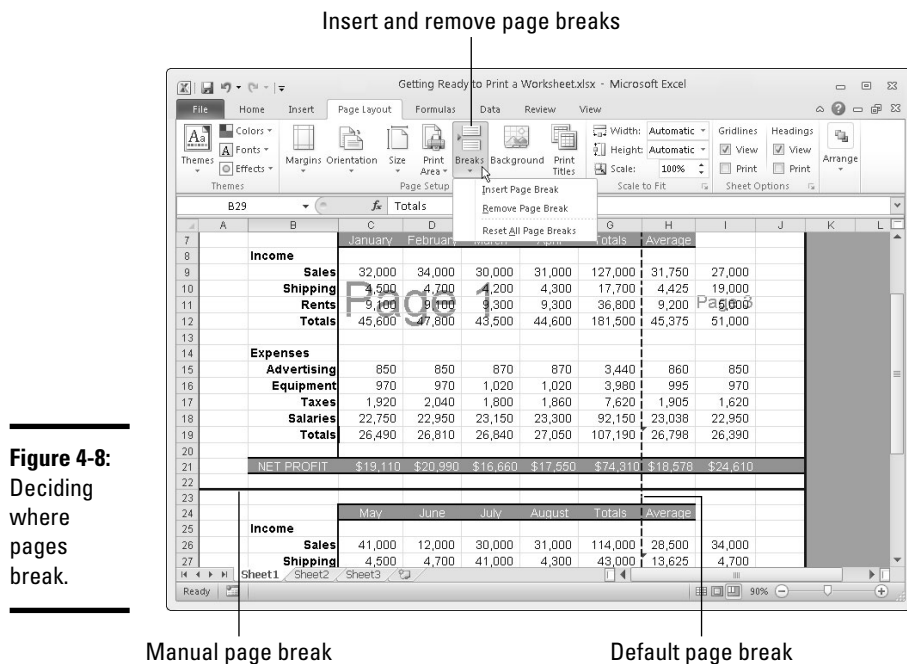 Insert and remove page breaks
Getting Ready to Print a Worksheet.xlsx - Microsoft Excel
File Home Insert Page Layout Formulas Data Review View
Themes
Colors
Fonts
Effects
Themes
Margins Orientation Size Print Area Breaks Background Print Titles
Page Setup
Width: Automatic
Height: Automatic
Scale: 100%
Scale to Fit
Gridlines Headings
View View
Print Print
Sheet Options
Arrange
Insert Page Break
Remove Page Break
Reset All Page Breaks
B29 fx Totals
A B C D G H I J K L
7 January February March April Totals Average
8 Income
9 Sales 32,000 34,000 30,000 31,000 127,000 31,750 27,000
10 Shipping 4,500 4,700 4,200 4,300 17,700 4,425 19,000
11 Rents 9,100 9,100 9,300 9,300 36,800 9,200 5,000
Page 1 Page 3
12 Totals 45,600 47,800 43,500 44,600 181,500 45,375 51,000
13
14 Expenses
15 Advertising 850 850 870 870 3,440 860 850
16 Equipment 970 970 1,020 1,020 3,980 995 970
17 Taxes 1,920 2,040 1,800 1,860 7,620 1,905 1,620
18 Salaries 22,750 22,950 23,150 23,300 92,150 23,038 22,950
19 Totals 26,490 26,810 26,840 27,050 107,190 26,798 26,390
20
21 NET PROFIT $19,110 $20,990 $16,660 $17,550 $74,310 $18,578 $24,610
22
23
24 May June July August Totals Average
25 Income
26 Sales 41,000 12,000 30,000 31,000 114,000 28,500 34,000
27 Shipping 4,500 4,700 41,000 4,300 43,000 13,625 4,700
Sheet1 Sheet2 Sheet3
Ready 90%
Manual page break
Default page break
Figure 4-8:
Deciding
where
pages
break.